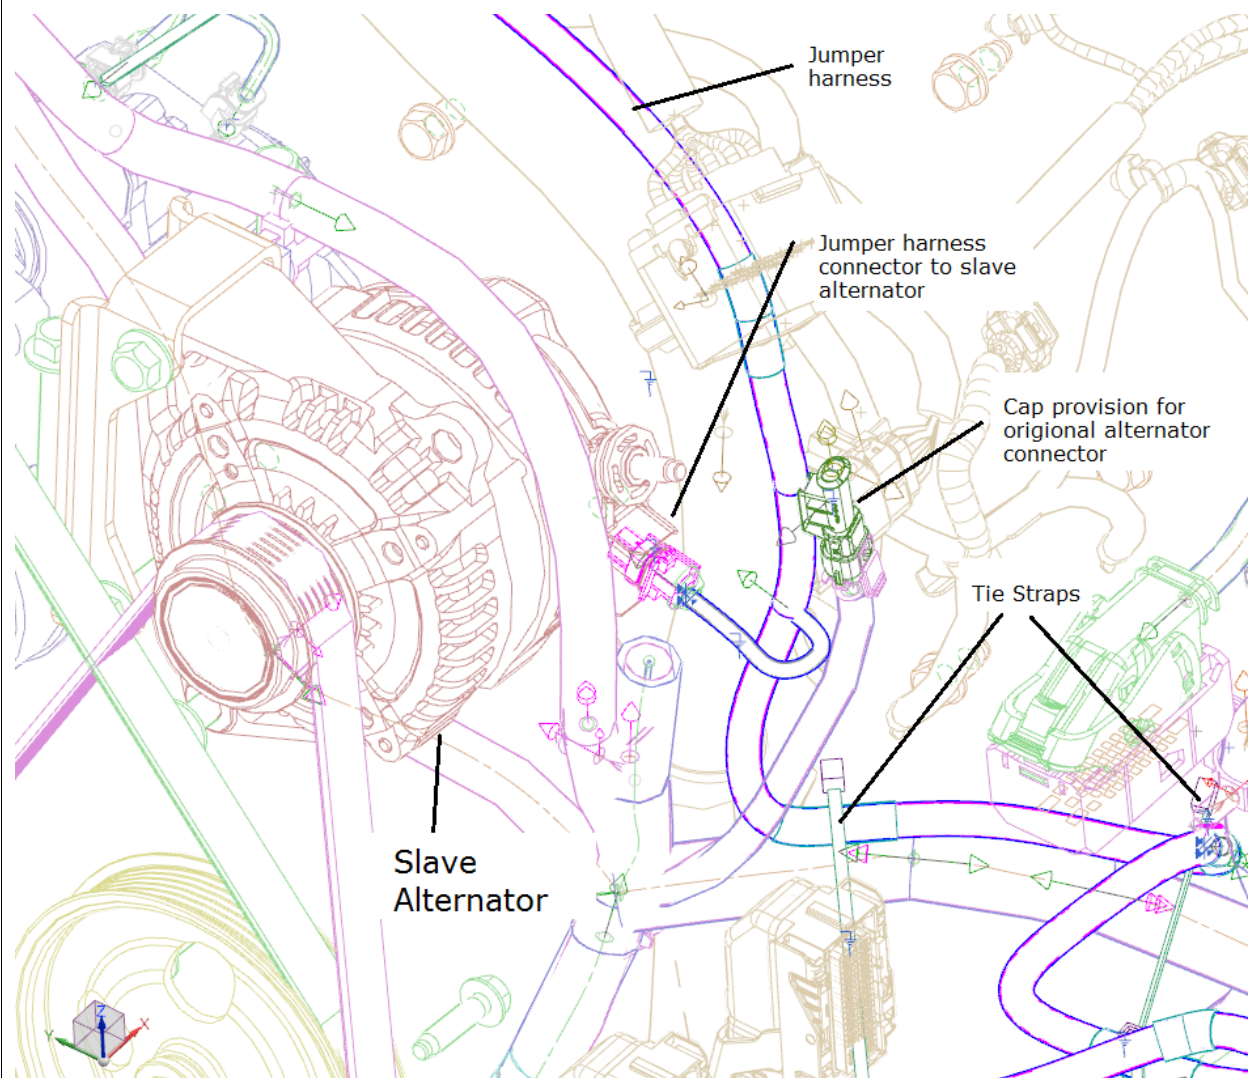 Jumper
harness
Jumper harness
connector to slave
alternator
Cap provision for
origional alternator
connector
Tie Straps
Slave
Alternator
Z
Y
X